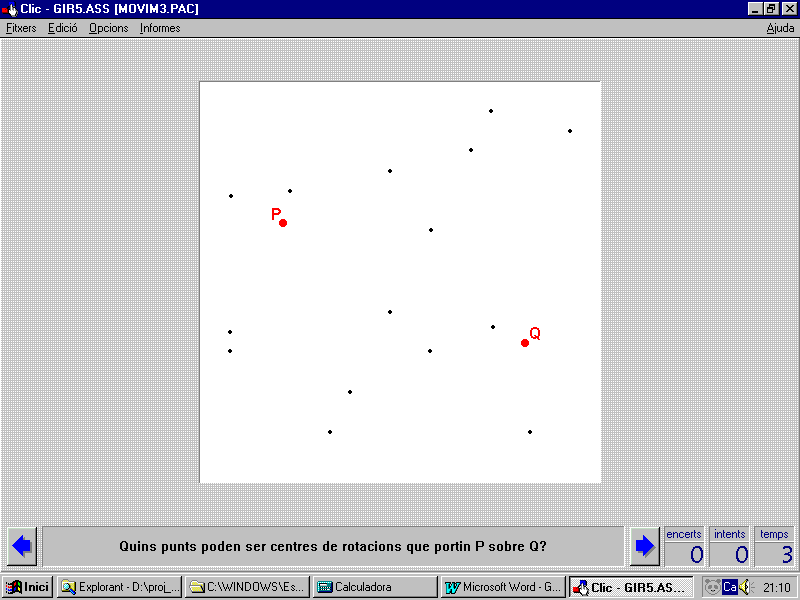 Clic - GIR5.ASS [MOVIM3.PAC]
Fitxers Edició Opcions Informes Ajuda
P
Q
Quins punts poden ser centres de rotacions que portin P sobre Q?
encerts intents temps
0 0 3
Inici Explorant - D:\proj_... C:\WINDOWS\Es... Calculadora Microsoft Word - G... Clic - GIR5.AS... Ca 21:10